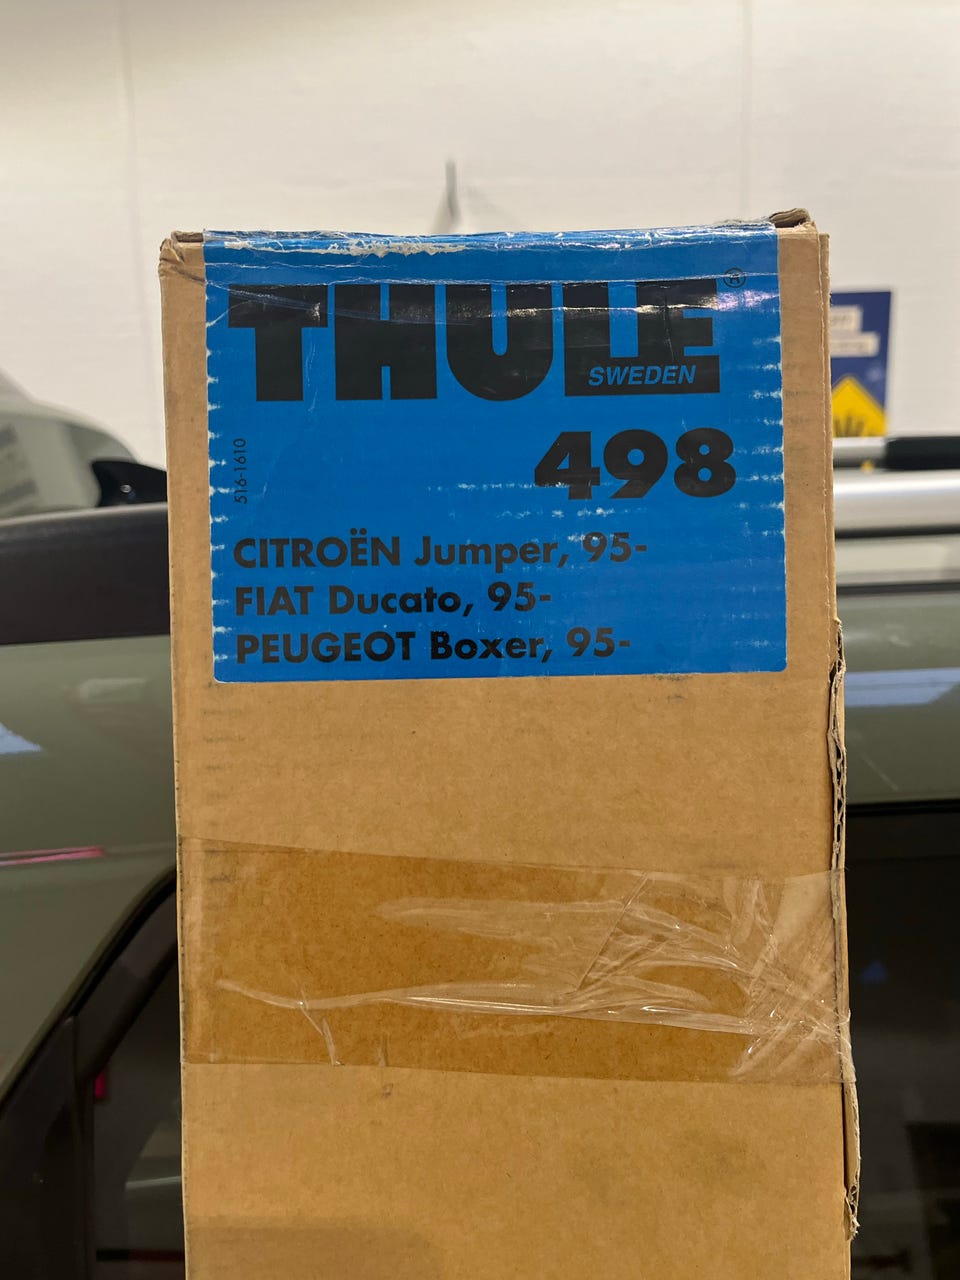 THULE®
SWEDEN
498
516-1610
CITROËN Jumper, 95-
FIAT Ducato, 95-
PEUGEOT Boxer, 95-